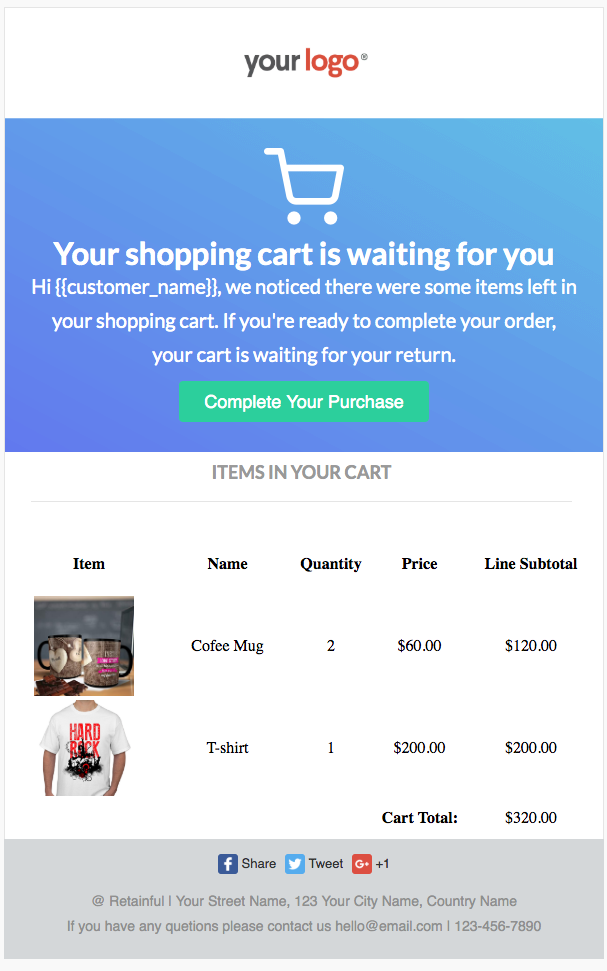 your logo®
Your shopping cart is waiting for you
Hi {{customer_name}}, we noticed there were some items left in
your shopping cart. If you're ready to complete your order,
your cart is waiting for your return.
Complete Your Purchase
ITEMS IN YOUR CART
Item Name Quantity Price Line Subtotal
Cofee Mug 2 $60.00 $120.00
HARD
ROCK
T-shirt 1 $200.00 $200.00
Cart Total: $320.00
f Share Tweet G+ +1
@ Retainful | Your Street Name, 123 Your City Name, Country Name
If you have any quetions please contact us hello@email.com | 123-456-7890